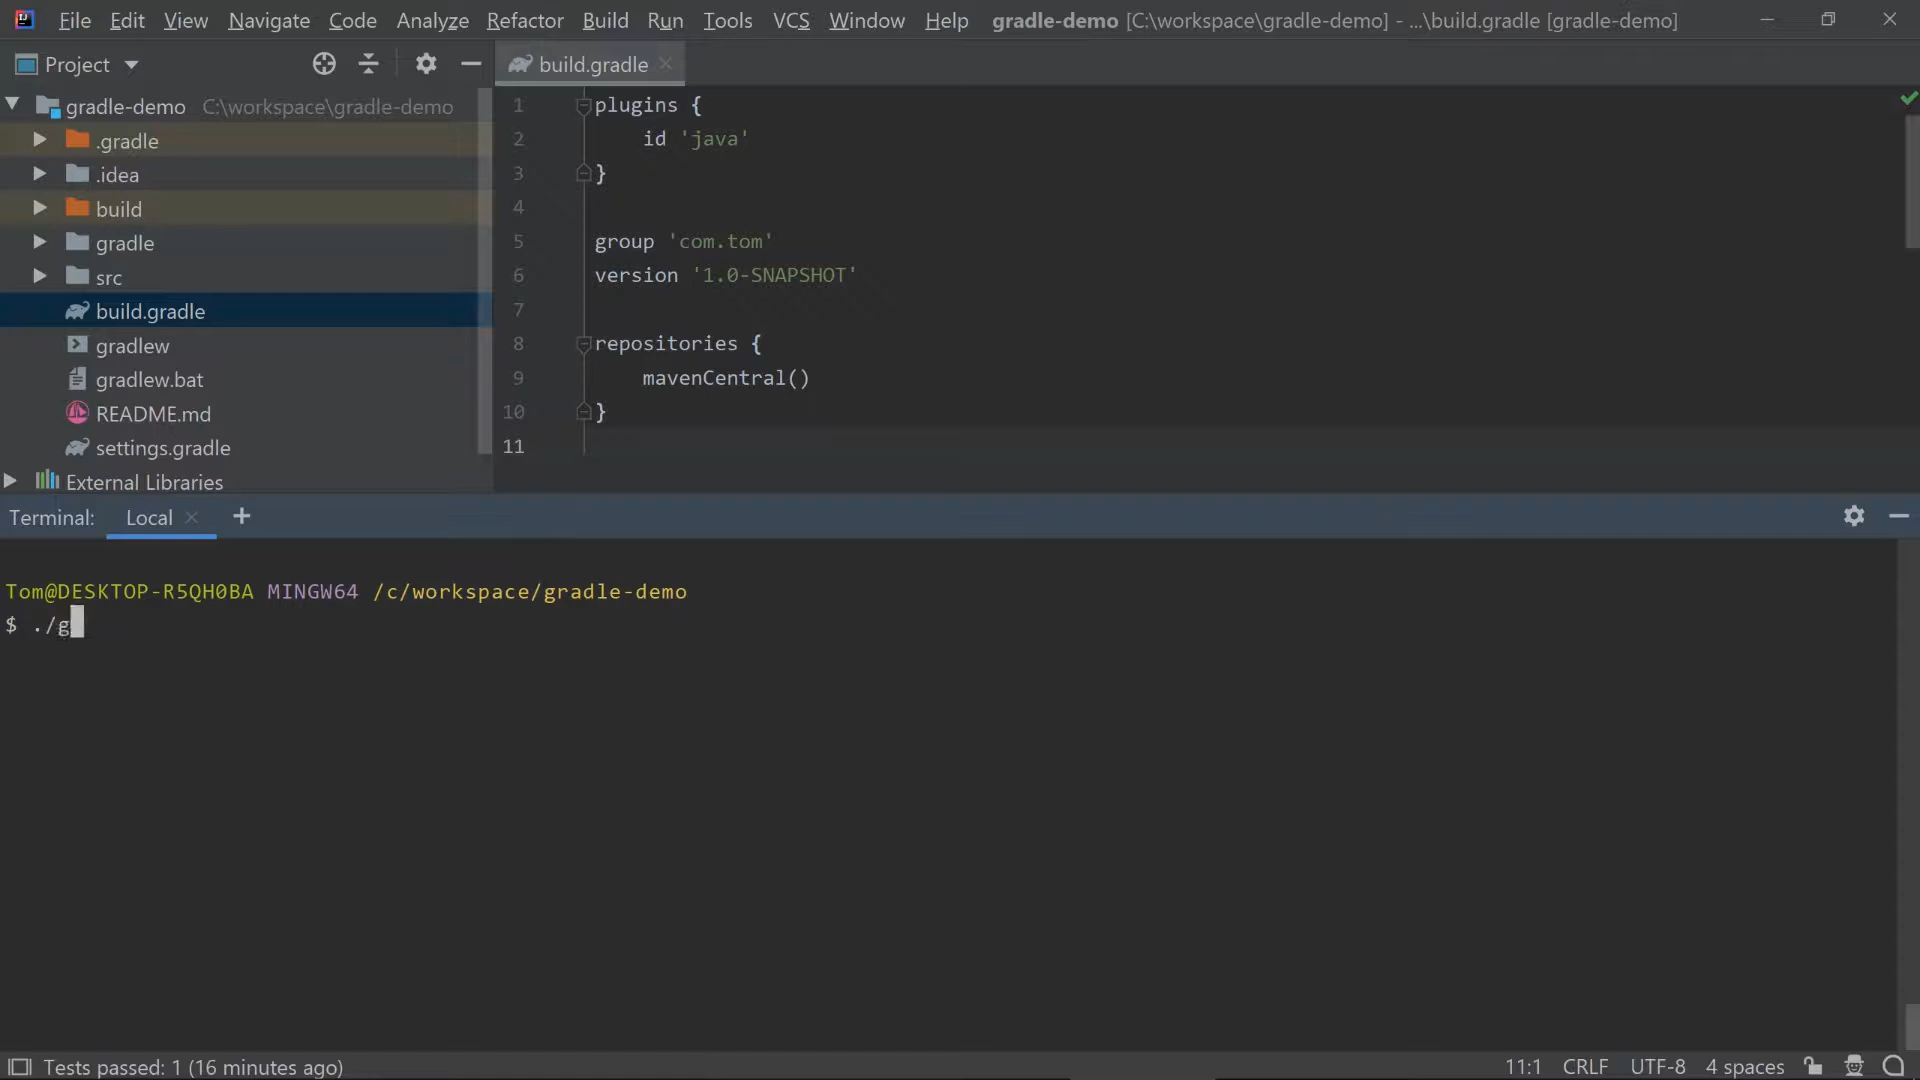 File Edit View Navigate Code Analyze Refactor Build Run Tools VCS Window Help gradle-demo [C:\workspace\gradle-demo] - ...\build.gradle [gradle-demo]
Project
build.gradle
gradle-demo C:\workspace\gradle-demo
.gradle
.idea
build
gradle
src
build.gradle
gradlew
gradlew.bat
README.md
settings.gradle
External Libraries
1 plugins {
2 id 'java'
3 }
4
5 group 'com.tom'
6 version '1.0-SNAPSHOT'
7
8 repositories {
9 mavenCentral()
10 }
11
Terminal: Local
Tom@DESKTOP-R5QH0BA MINGW64 /c/workspace/gradle-demo
$ ./g
Tests passed: 1 (16 minutes ago)
11:1 CRLF UTF-8 4 spaces